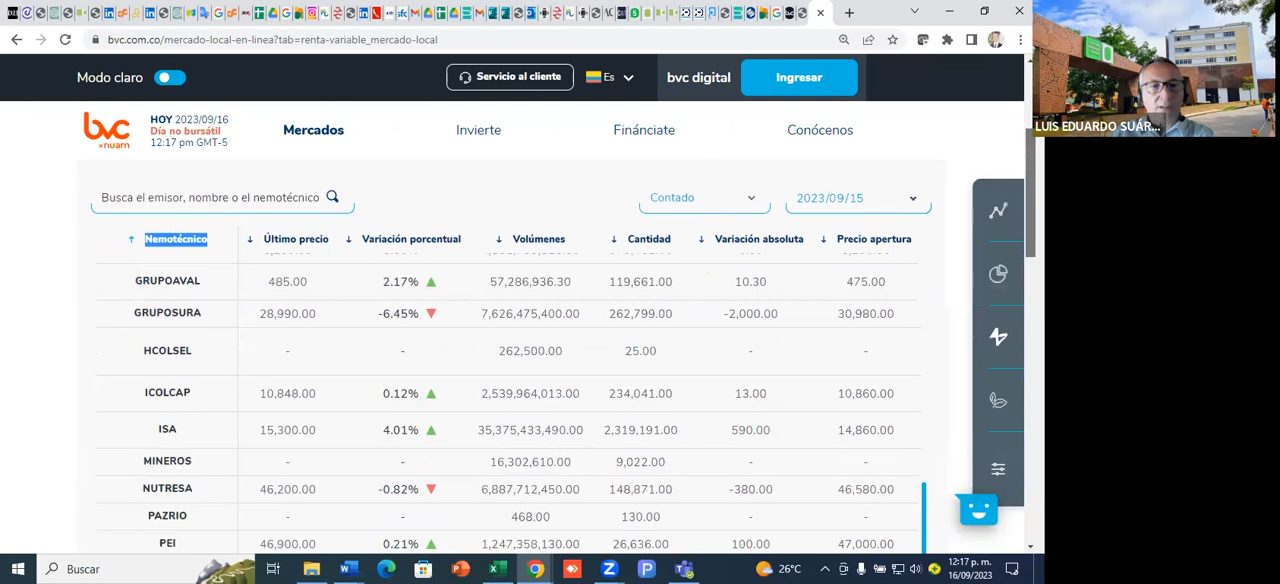 bvc.com.co/mercado-local-en-linea?tab=renta-variable_mercado-local
Modo claro
Servicio al cliente
Es
bvc digital
Ingresar
bvc
×nuam
HOY 2023/09/16
Día no bursátil
12:17 pm GMT-5
Mercados
Invierte
Fináncíate
Conócenos
LUIS EDUARDO SUÁR...
Busca el emisor, nombre o el nemotécnico
Contado
2023/09/15
Nemotécnico Último precio Variación porcentual Volúmenes Cantidad Variación absoluta Precio apertura
GRUPOAVAL 485.00 2.17% 57,286,936.30 119,661.00 10.30 475.00
GRUPOSURA 28,990.00 -6.45% 7,626,475,400.00 262,799.00 -2,000.00 30,980.00
HCOLSEL - - 262,500.00 25.00 - -
ICOLCAP 10,848.00 0.12% 2,539,964,013.00 234,041.00 13.00 10,860.00
ISA 15,300.00 4.01% 35,375,433,490.00 2,319,191.00 590.00 14,860.00
MINEROS - - 16,302,610.00 9,022.00 - -
NUTRESA 46,200.00 -0.82% 6,887,712,450.00 148,871.00 -380.00 46,580.00
PAZRIO - - 468.00 130.00 - -
PEI 46,900.00 0.21% 1,247,358,130.00 26,636.00 100.00 47,000.00
Buscar
26°C
12:17 p. m.
16/09/2023